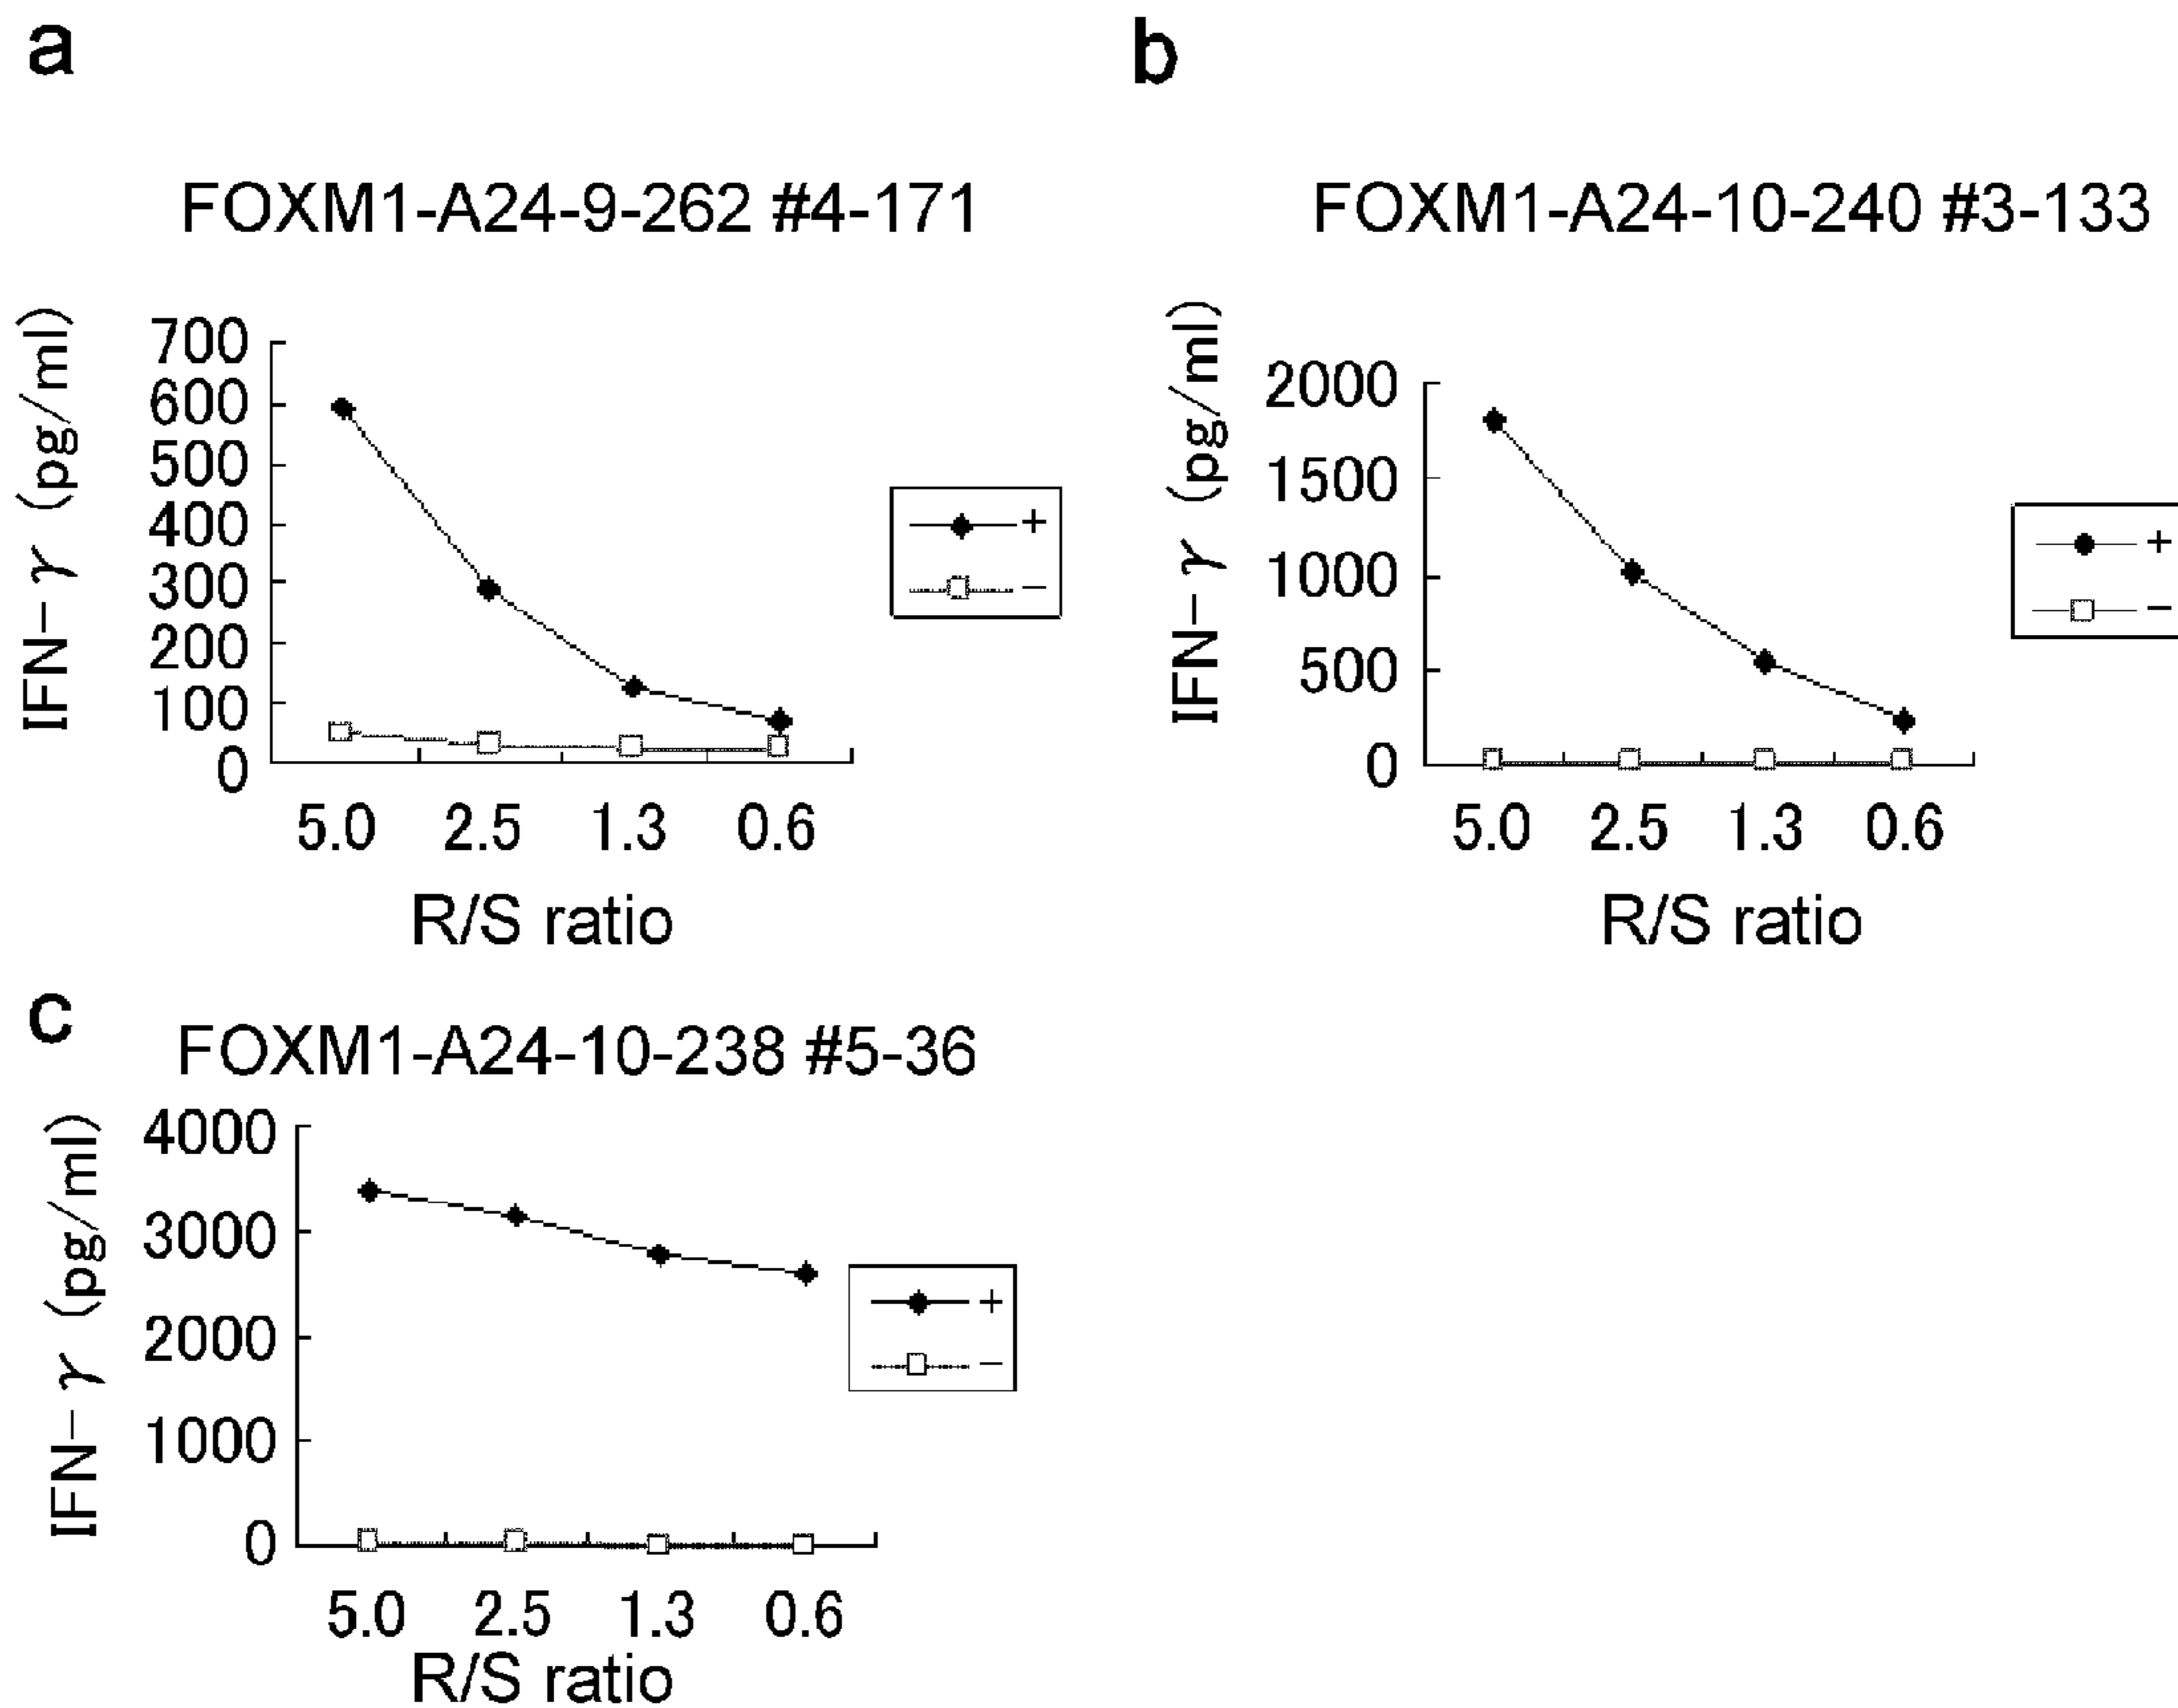 a
FOXM1-A24-9-262 #4-171
IFN-γ (pg/ml)
700
600
500
400
300
200
100
0
5.0 2.5 1.3 0.6
R/S ratio
+
−
b
FOXM1-A24-10-240 #3-133
IFN-γ (pg/ml)
2000
1500
1000
500
0
5.0 2.5 1.3 0.6
R/S ratio
+
−
c
FOXM1-A24-10-238 #5-36
IFN-γ (pg/ml)
4000
3000
2000
1000
0
5.0 2.5 1.3 0.6
R/S ratio
+
−